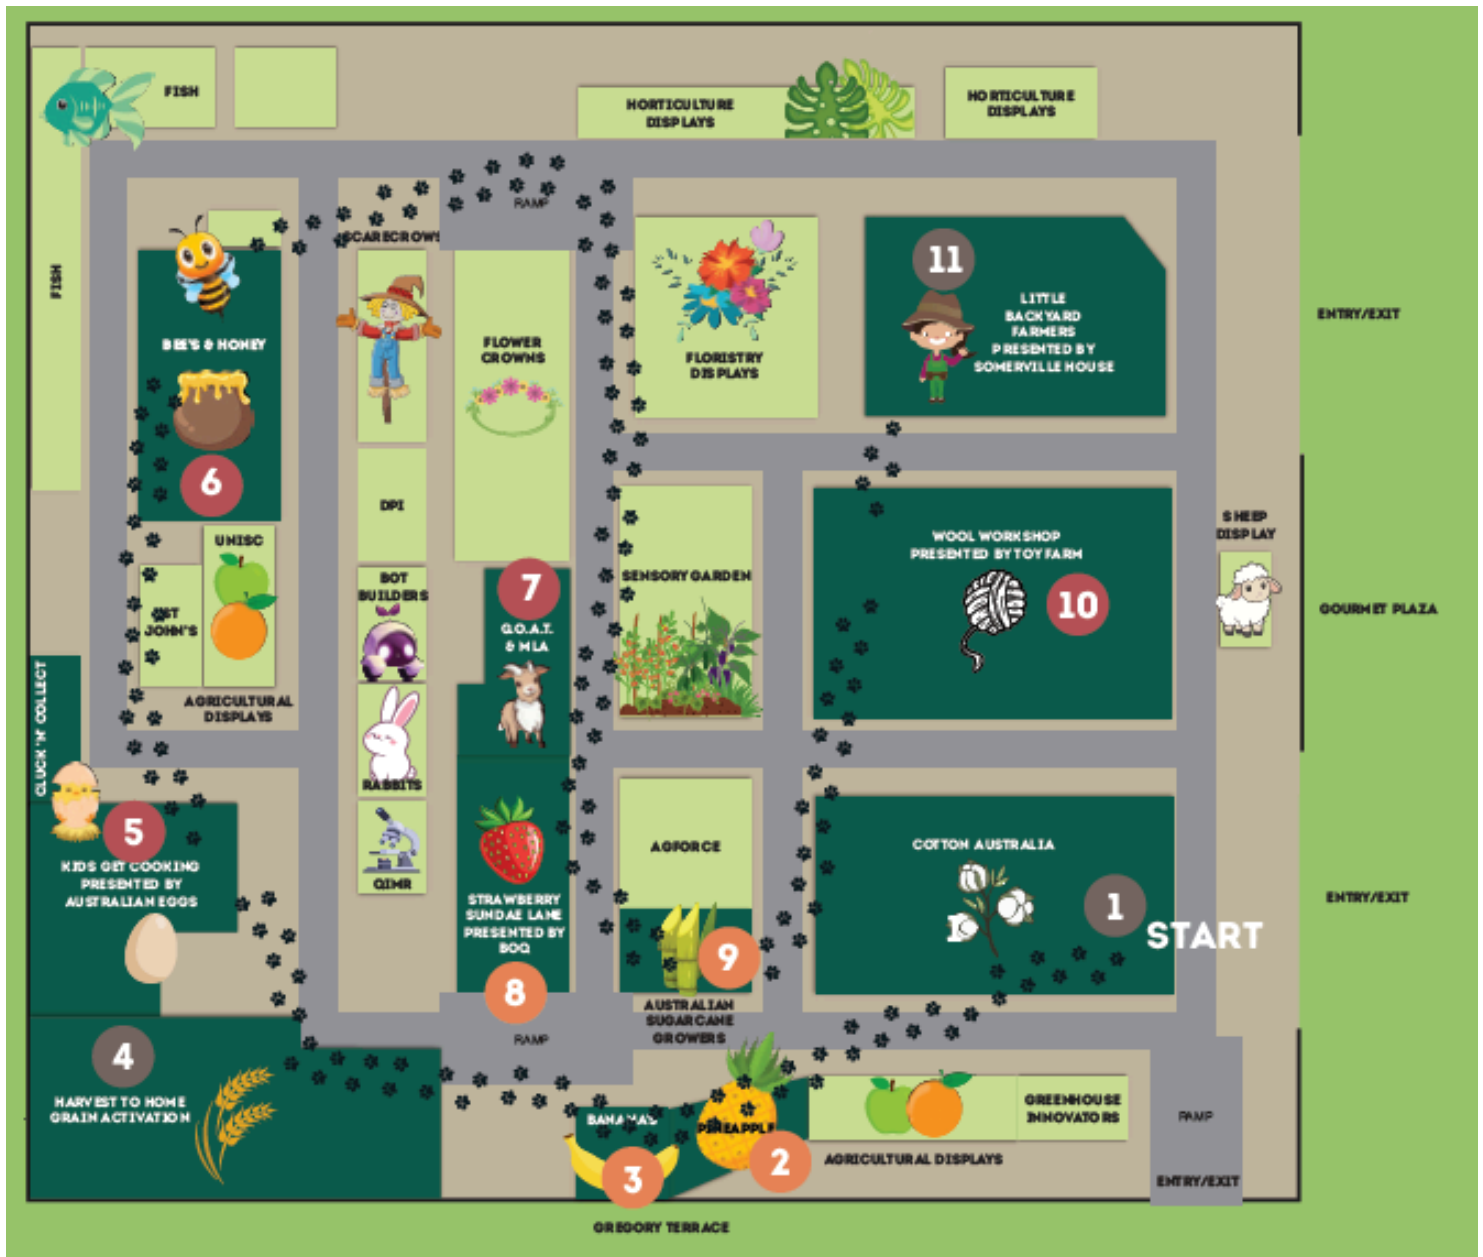 FISH
HORTICULTURE
DISPLAYS
HORTICULTURE
DISPLAYS
RAMP
SCARECROWS
FISH
BEE'S & HONEY
6
FLOWER
CROWNS
FLORISTRY
DISPLAYS
11
LITTLE
BACKYARD
FARMERS
PRESENTED BY
SOMERVILLE HOUSE
ENTRY/EXIT
DPI
UNISC
ST
JOHN'S
AGRICULTURAL
DISPLAYS
BOT
BUILDERS
RABBITS
QIMR
7
G.O.A.T.
& MLA
SENSORY GARDEN
WOOL WORKSHOP
PRESENTED BY TOYFARM
10
SHEEP
DISPLAY
GOURMET PLAZA
CLUCK 'N' COLLECT
5
KIDS GET COOKING
PRESENTED BY
AUSTRALIAN EGGS
STRAWBERRY
SUNDAE LANE
PRESENTED BY
BOQ
8
AGFORCE
9
AUSTRALIAN
SUGARCANE
GROWERS
COTTON AUSTRALIA
1
START
ENTRY/EXIT
RAMP
4
HARVEST TO HOME
GRAIN ACTIVATION
BANANAS
3
PINEAPPLE
2
GREENHOUSE
INNOVATORS
AGRICULTURAL DISPLAYS
RAMP
ENTRY/EXIT
GREGORY TERRACE